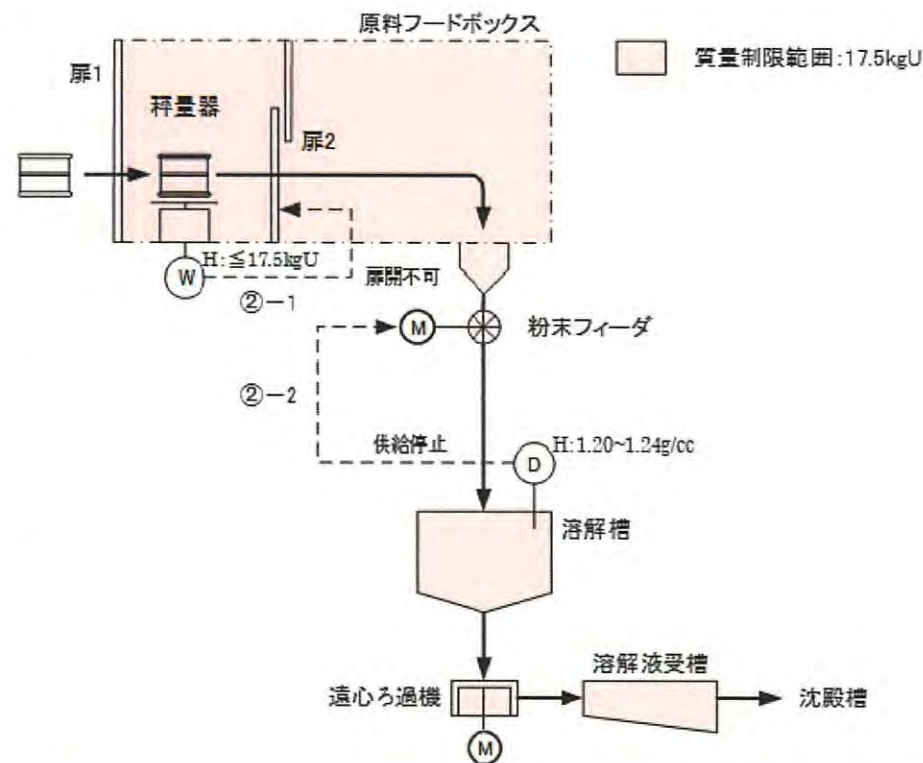 原料フードボックス
質量制限範囲:17.5kgU
扉1
秤量器
扉2
H:≦17.5kgU
W
扉開不可
②-1
M
粉末フィーダ
②-2
供給停止
H:1.20~1.24g/cc
D
溶解槽
溶解液受槽
遠心ろ過機
沈殿槽
M